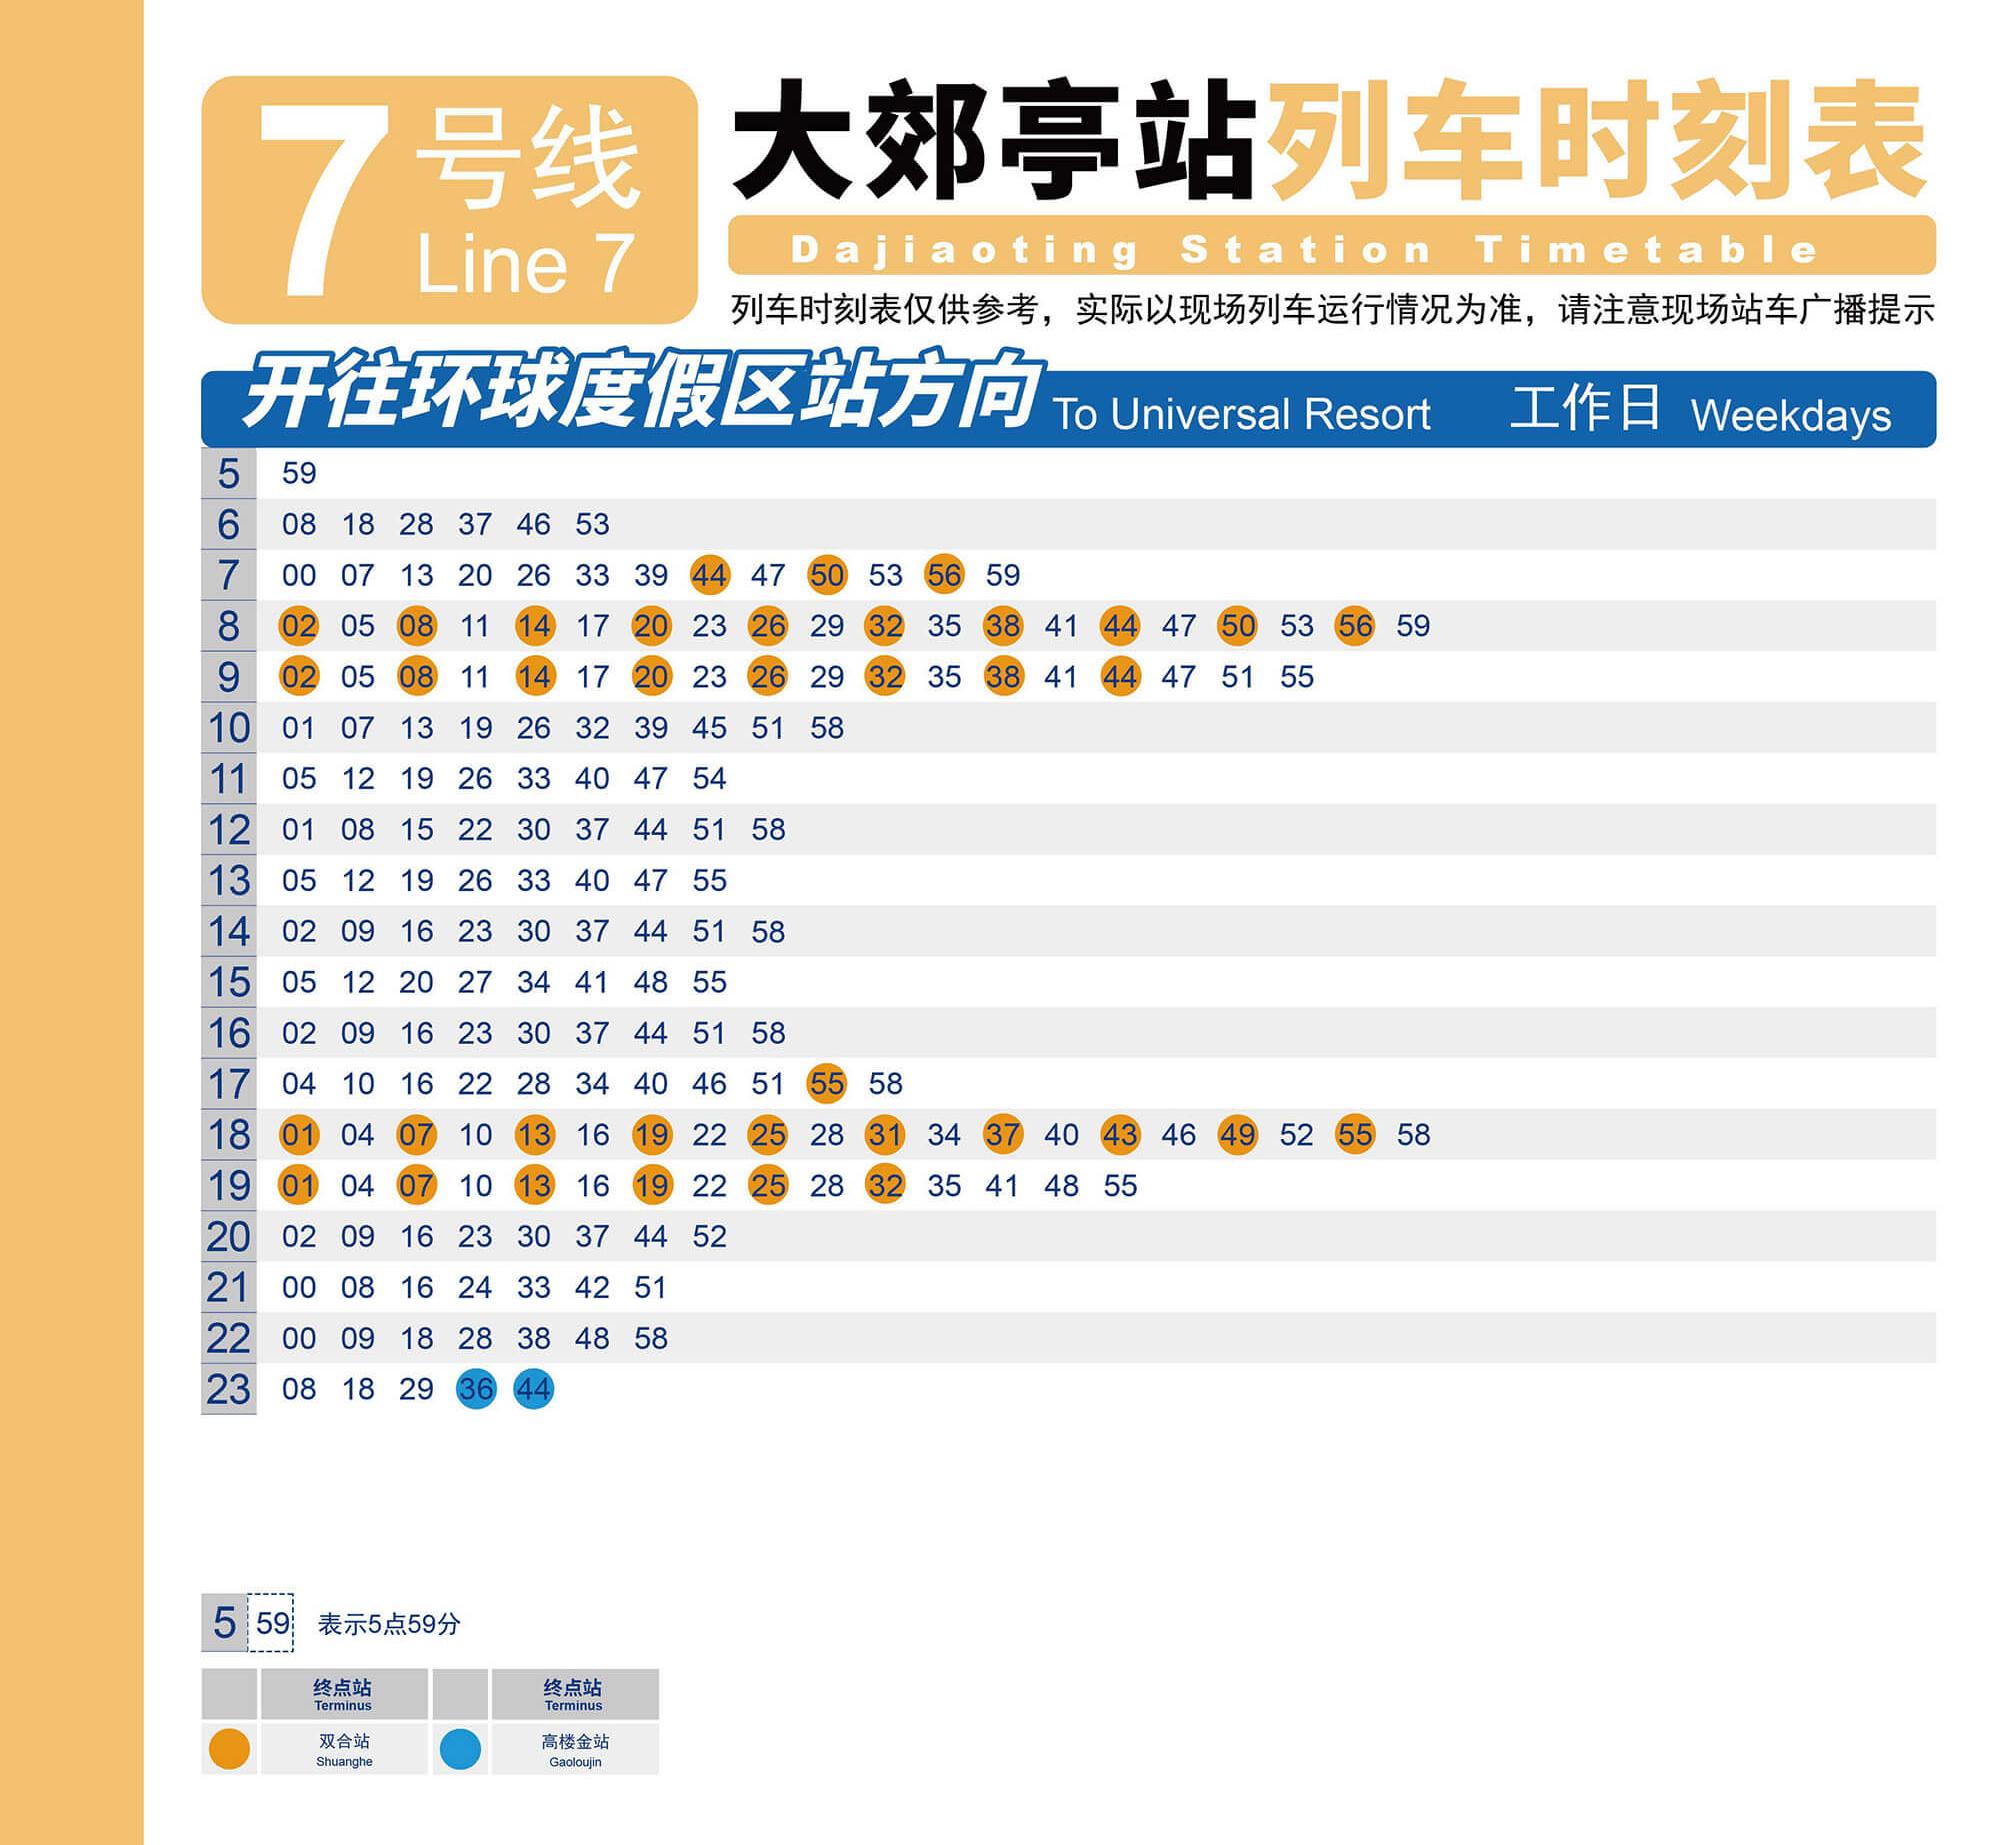 7 号线
Line 7
大郊亭站列车时刻表
Dajiaoting Station Timetable
列车时刻表仅供参考，实际以现场列车运行情况为准，请注意现场站车广播提示
开往环球度假区站方向 To Universal Resort 工作日 Weekdays
5 59
6 08 18 28 37 46 53
7 00 07 13 20 26 33 39 44 47 50 53 56 59
8 02 05 08 11 14 17 20 23 26 29 32 35 38 41 44 47 50 53 56 59
9 02 05 08 11 14 17 20 23 26 29 32 35 38 41 44 47 51 55
10 01 07 13 19 26 32 39 45 51 58
11 05 12 19 26 33 40 47 54
12 01 08 15 22 30 37 44 51 58
13 05 12 19 26 33 40 47 55
14 02 09 16 23 30 37 44 51 58
15 05 12 20 27 34 41 48 55
16 02 09 16 23 30 37 44 51 58
17 04 10 16 22 28 34 40 46 51 55 58
18 01 04 07 10 13 16 19 22 25 28 31 34 37 40 43 46 49 52 55 58
19 01 04 07 10 13 16 19 22 25 28 32 35 41 48 55
20 02 09 16 23 30 37 44 52
21 00 08 16 24 33 42 51
22 00 09 18 28 38 48 58
23 08 18 29 36 44
5 59 表示5点59分
终点站 终点站
Terminus Terminus
双合站 高楼金站
Shuanghe Gaoloujin